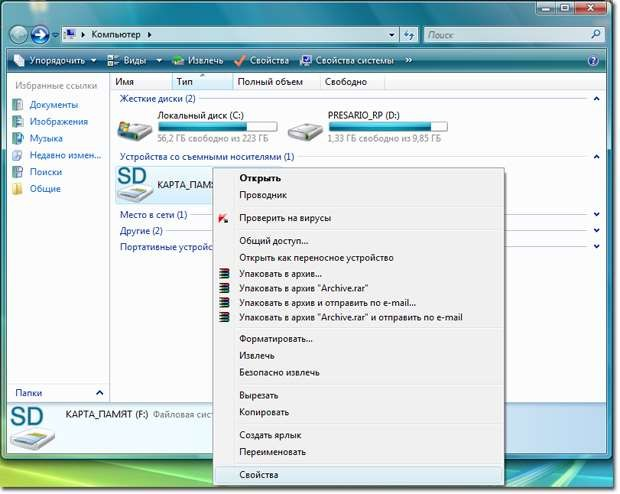 Компьютер
Поиск
Упорядочить Виды Извлечь Свойства Свойства системы »
Избранные ссылки
Документы
Изображения
Музыка
Недавно измен...
Поиски
Общие
Папки
Имя Тип Полный объем Свободно
Жесткие диски (2)
Локальный диск (C:)
56,2 ГБ свободно из 223 ГБ
PRESARIO_RP (D:)
1,33 ГБ свободно из 9,85 ГБ
Устройства со съемными носителями (1)
SD
КАРТА_ПАМЯ
Место в сети (1)
Другие (2)
Портативные устройс
Открыть
Проводник
Проверить на вирусы
Общий доступ...
Открыть как переносное устройство
Упаковать в архив...
Упаковать в архив "Archive.rar"
Упаковать в архив и отправить по e-mail...
Упаковать в архив "Archive.rar" и отправить по e-mail
Форматировать...
Извлечь
Безопасно извлечь
Вырезать
Копировать
Создать ярлык
Переименовать
Свойства
SD
КАРТА_ПАМЯТ (F:) Файловая сис